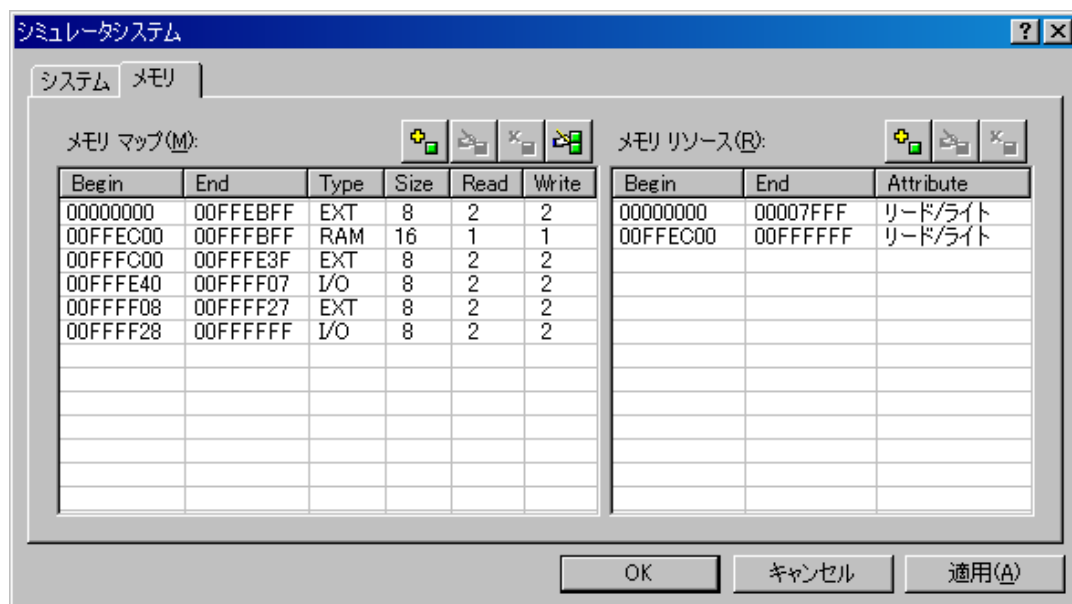 シミュレータシステム
システム メモリ
メモリ マップ(M): メモリ リソース(R):
Begin End Type Size Read Write Begin End Attribute
00000000 00FFEBFF EXT 8 2 2 00000000 00007FFF リード/ライト
00FFEC00 00FFFBFF RAM 16 1 1 00FFEC00 00FFFFFF リード/ライト
00FFFC00 00FFFE3F EXT 8 2 2
00FFFE40 00FFFF07 I/O 8 2 2
00FFFF08 00FFFF27 EXT 8 2 2
00FFFF28 00FFFFFF I/O 8 2 2
OK キャンセル 適用(A)